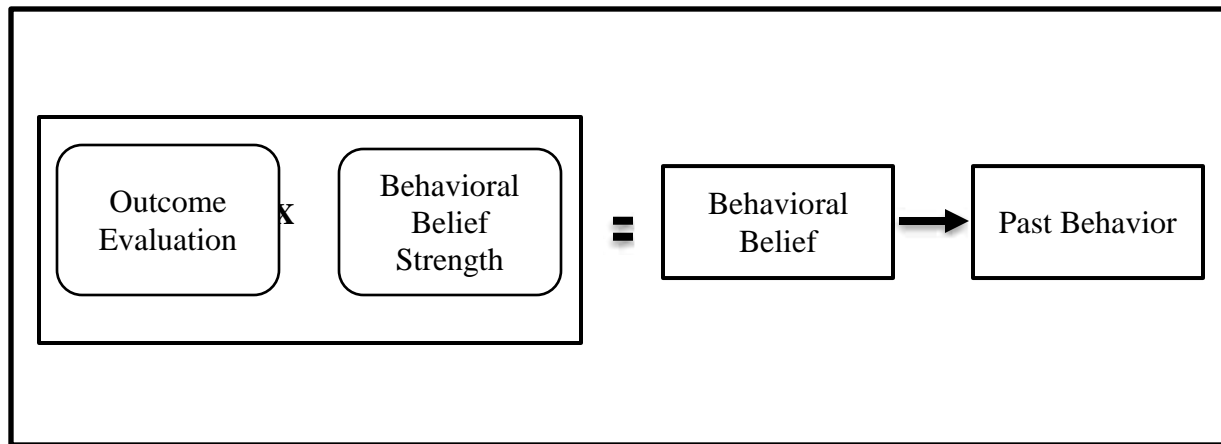 Outcome
Evaluation
x
Behavioral
Belief
Strength
=
Behavioral
Belief
Past Behavior